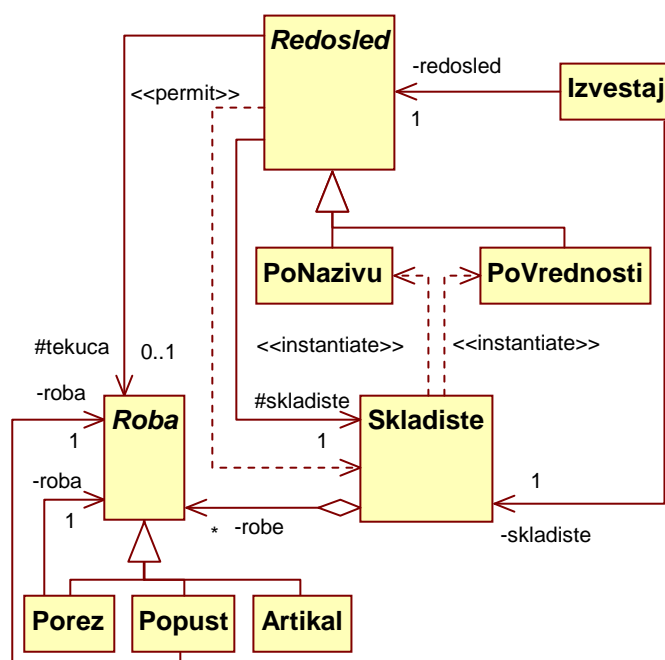 Redosled
-redosled
Izvestaj
<<permit>>
1
PoNazivu
PoVrednosti
<<instantiate>>
<<instantiate>>
#tekuca
0..1
-roba
1
Roba
#skladiste
1
Skladiste
-roba
1
*
-robe
1
-skladiste
Porez
Popust
Artikal